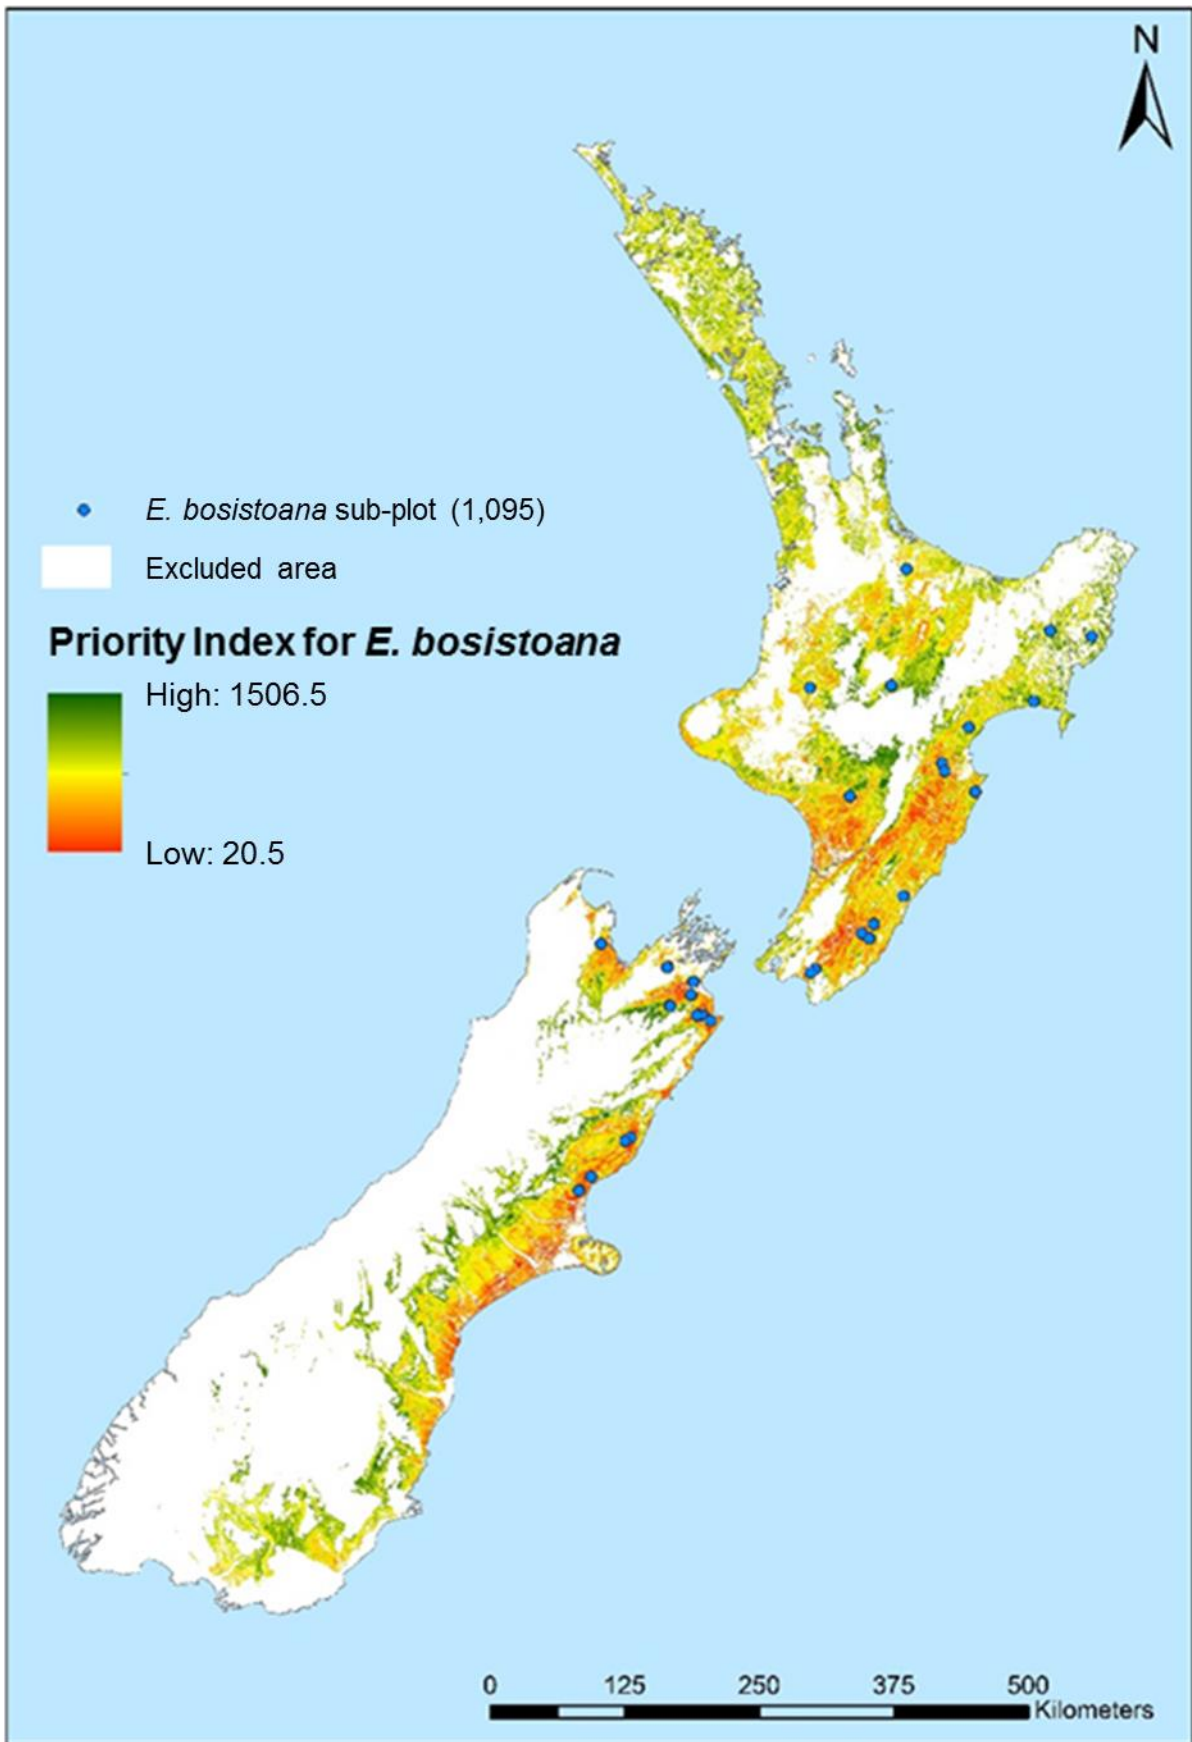 N
E. bosistoana sub-plot (1,095)
Excluded area
Priority Index for E. bosistoana
High: 1506.5
Low: 20.5
0 125 250 375 500
Kilometers